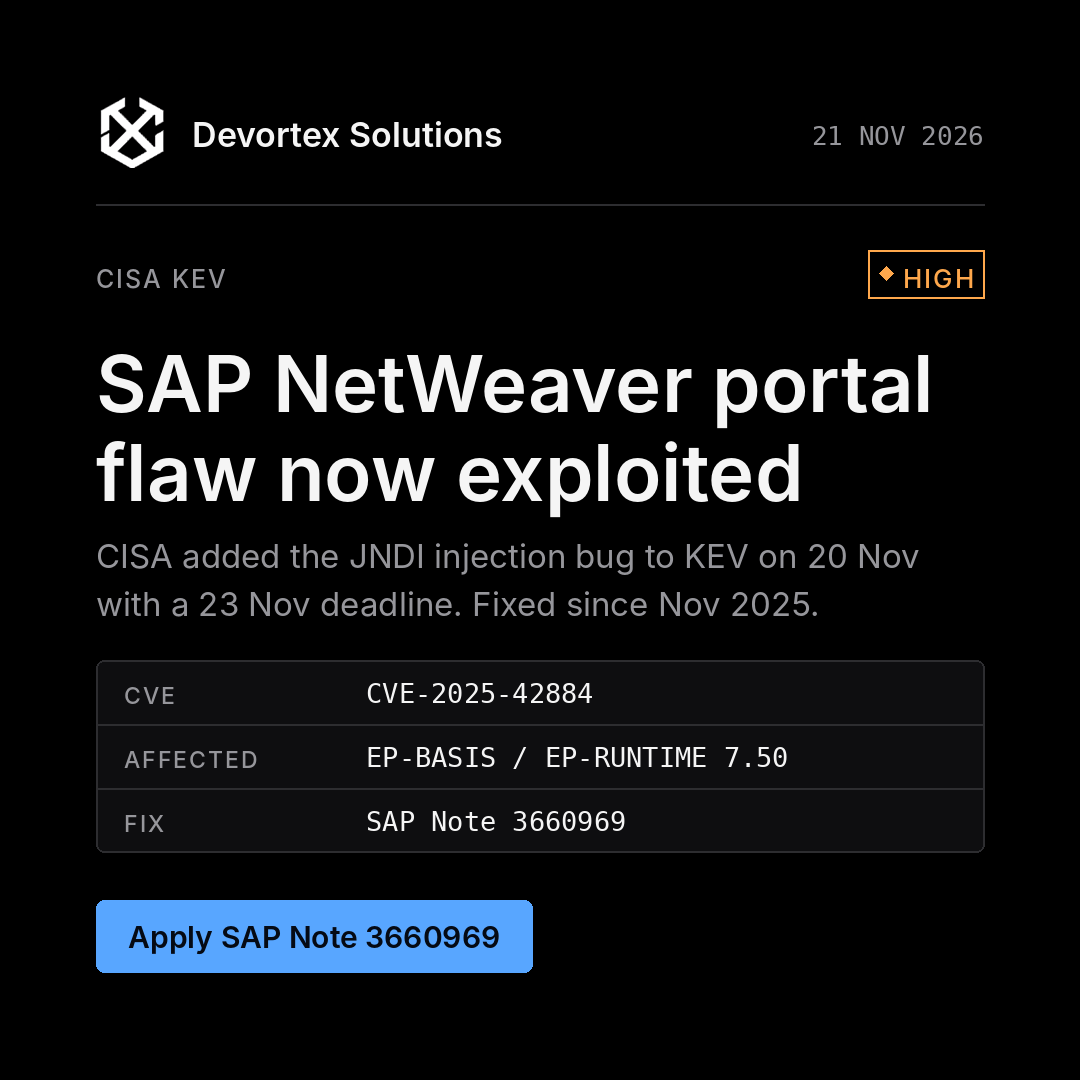 Devortex Solutions
21 NOV 2026
CISA KEV
HIGH
SAP NetWeaver portal
flaw now exploited
CISA added the JNDI injection bug to KEV on 20 Nov
with a 23 Nov deadline. Fixed since Nov 2025.
CVE CVE-2025-42884
AFFECTED EP-BASIS / EP-RUNTIME 7.50
FIX SAP Note 3660969
Apply SAP Note 3660969